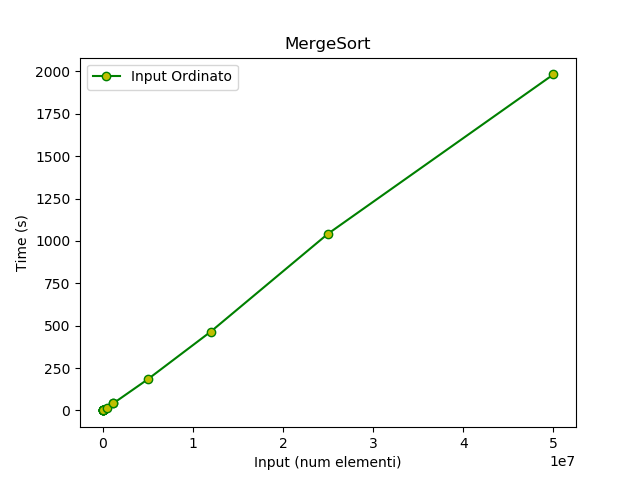 MergeSort
Input Ordinato
2000
1750
1500
1250
1000
750
500
250
0
Time (s)
0 1 2 3 4 5
1e7
Input (num elementi)